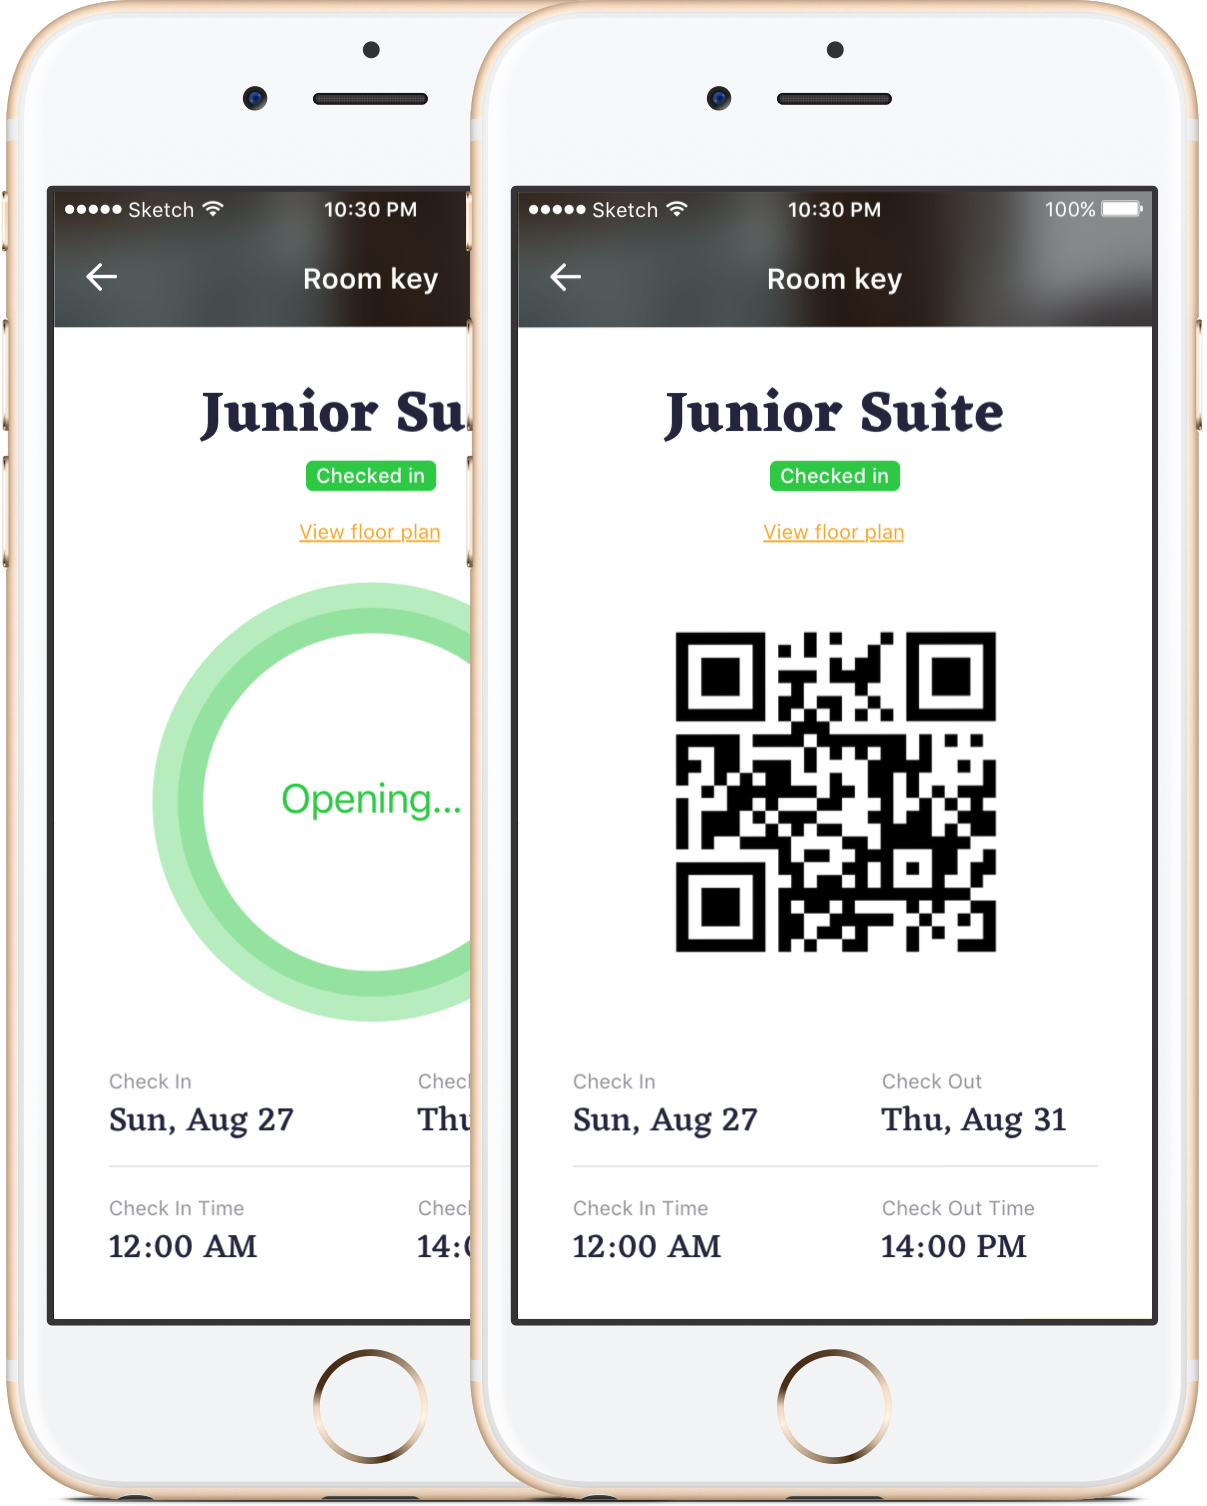 Sketch 10:30 PM
Room key
Junior Su
Checked in
View floor plan
Opening...
Check In Chec
Sun, Aug 27 Thu
Check In Time Chec
12:00 AM 14:0
Sketch 10:30 PM 100%
Room key
Junior Suite
Checked in
View floor plan
Check In Check Out
Sun, Aug 27 Thu, Aug 31
Check In Time Check Out Time
12:00 AM 14:00 PM